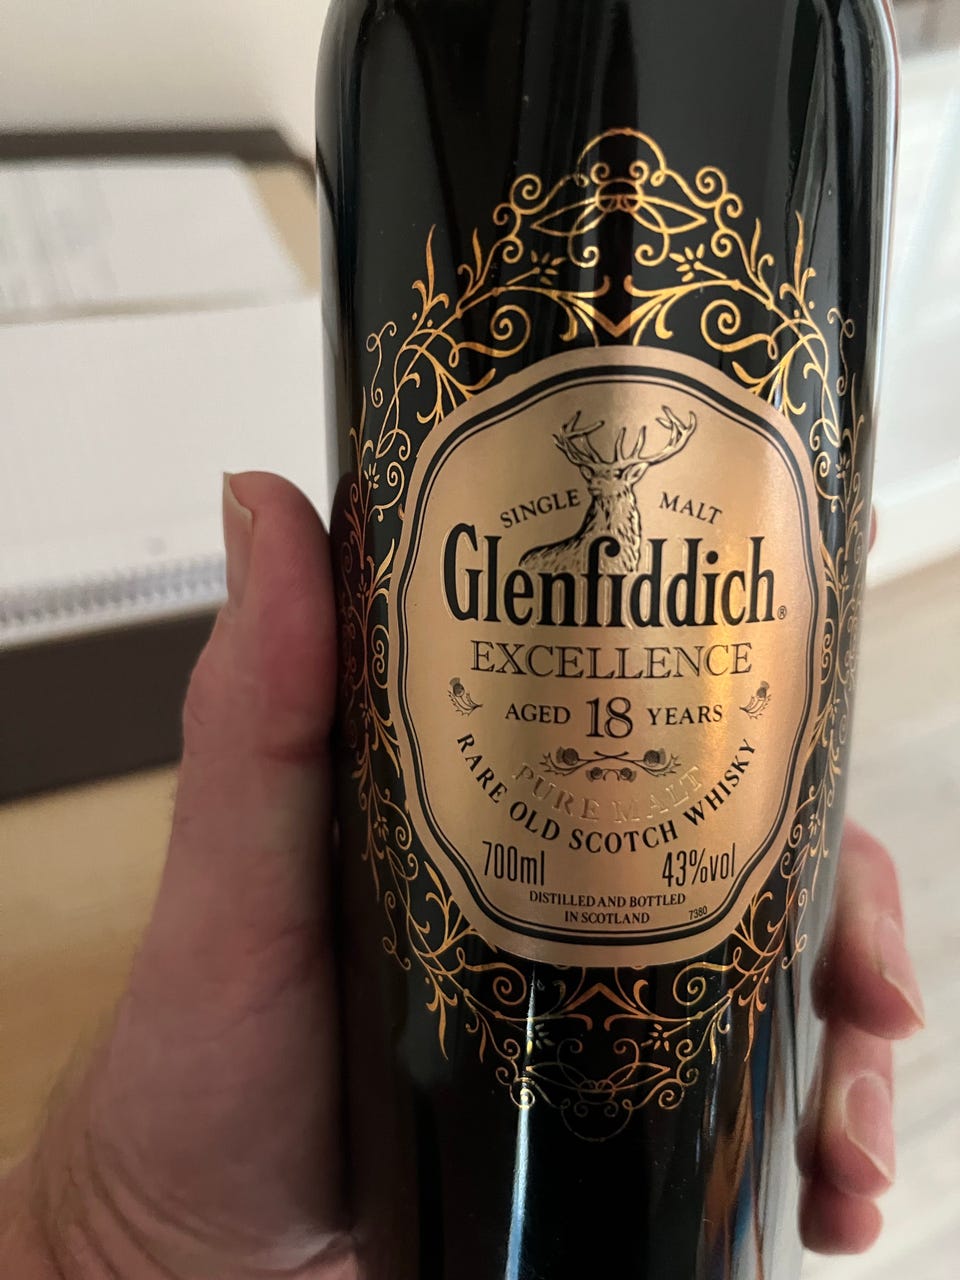 SINGLE MALT
Glenfiddich®
EXCELLENCE
AGED 18 YEARS
PURE MALT
RARE OLD SCOTCH WHISKY
700ml 43%vol
DISTILLED AND BOTTLED
IN SCOTLAND
7380